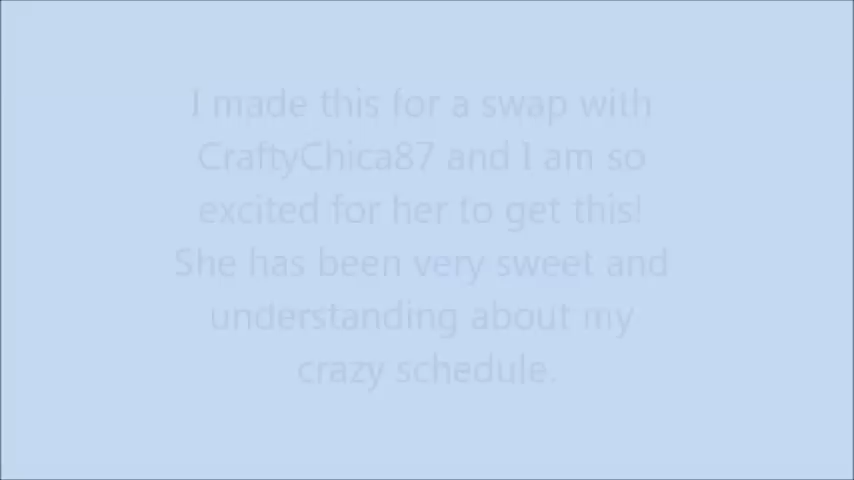 I made this for a swap with
CraftyChica87 and I am so
excited for her to get this!
She has been very sweet and
understanding about my
crazy schedule.